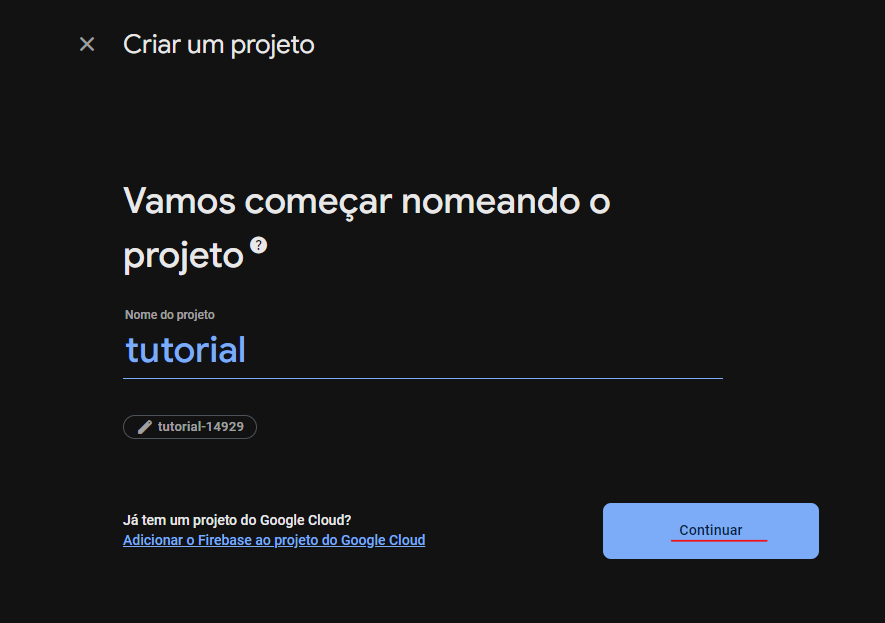 Criar um projeto
Vamos começar nomeando o
projeto ?
Nome do projeto
tutorial
tutorial-14929
Já tem um projeto do Google Cloud?
Adicionar o Firebase ao projeto do Google Cloud
Continuar